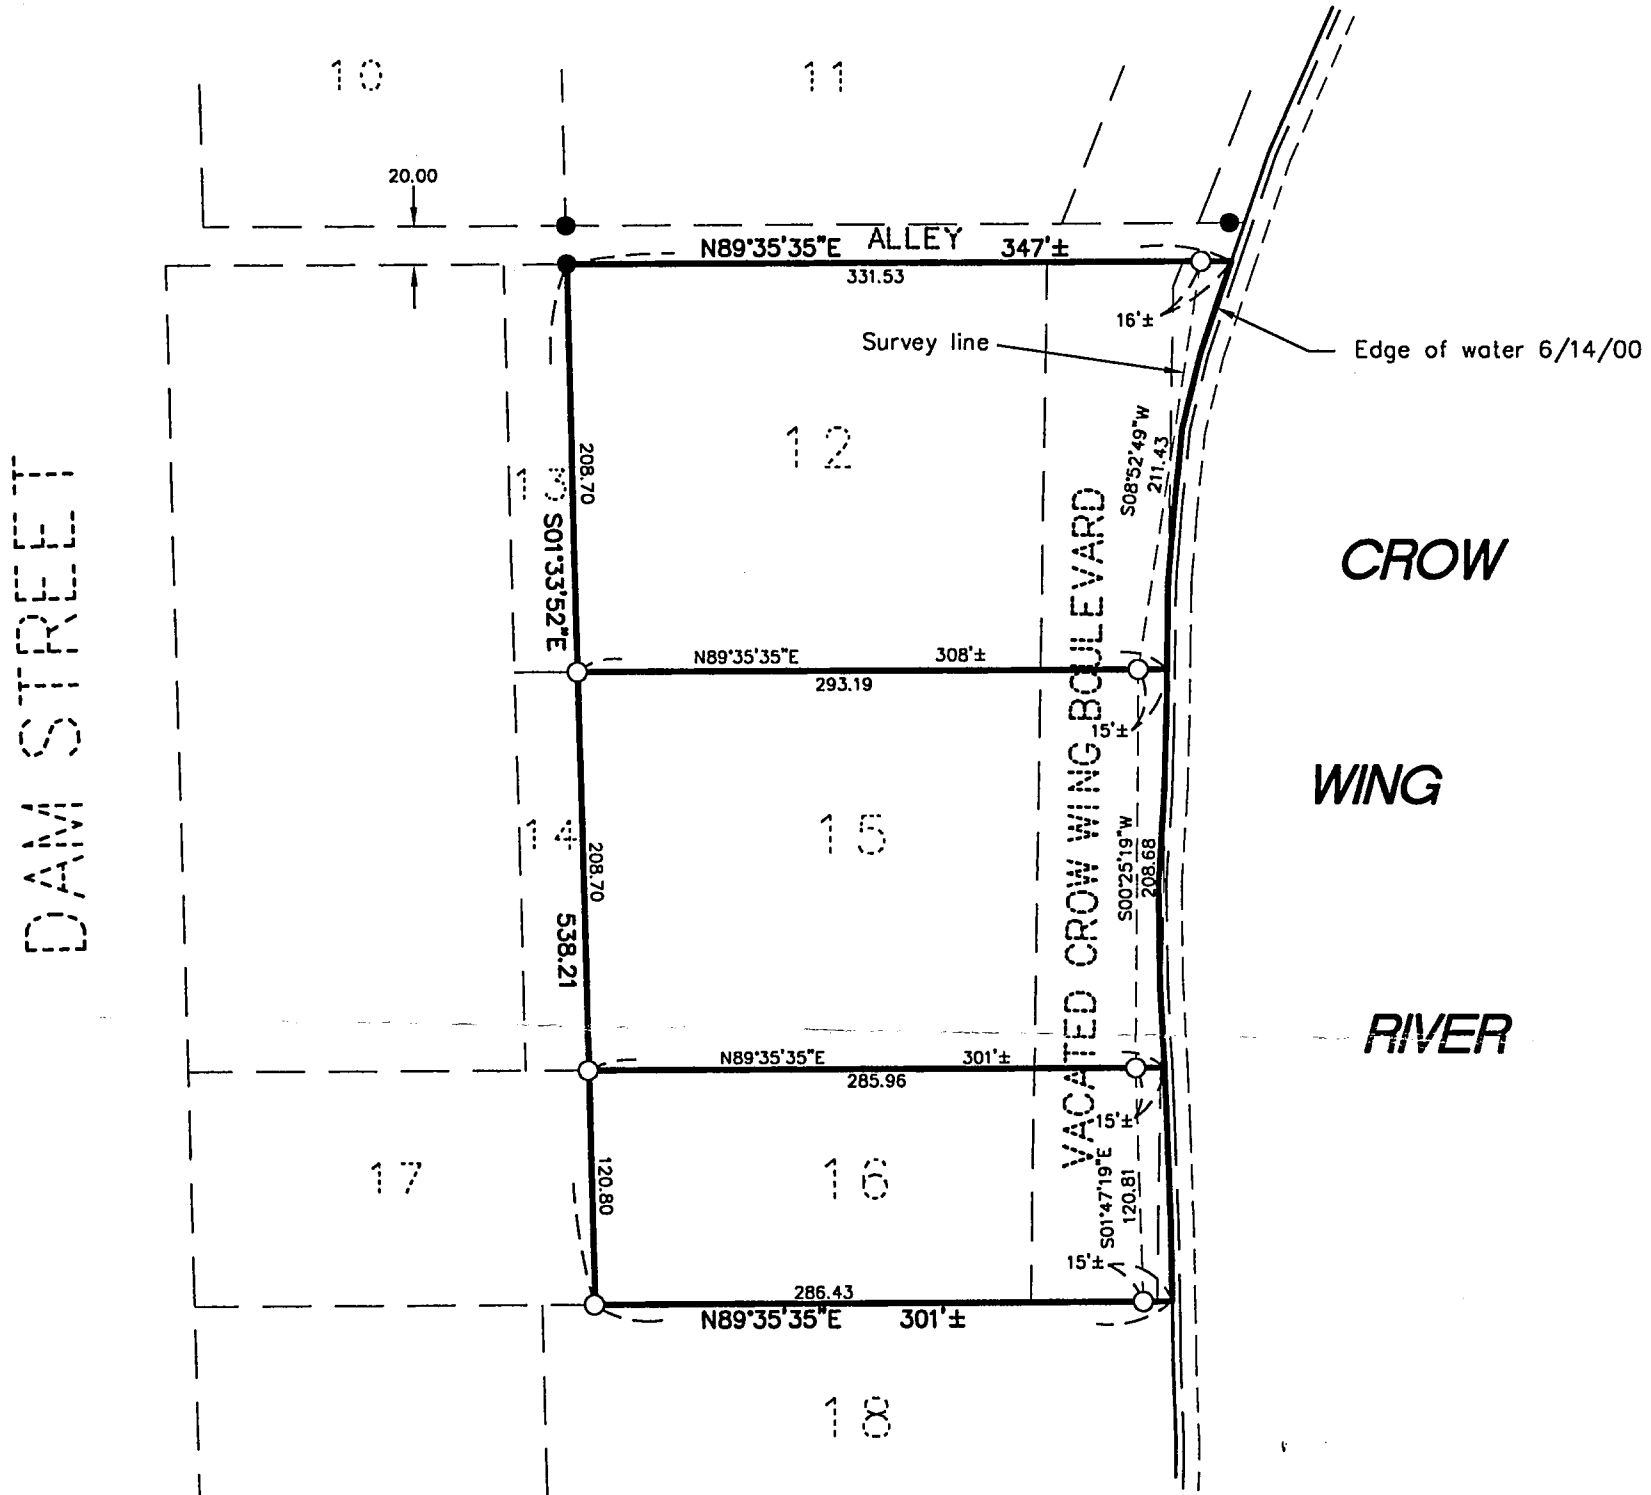 10
11
20.00
ALLEY
N89°35'35"E 347'±
331.53
16'±
Survey line
Edge of water 6/14/00
12
S08°52'49"W
211.43
208.70
13
S01°33'52"E
DAM STREET
VACATED CROW WING BOULEVARD
CROW
N89°35'35"E 308'±
293.19
15'±
WING
14
15
208.70
S00°25'19"W
208.68
538.21
RIVER
N89°35'35"E 301'±
285.96
15'±
17
16
120.80
S01°47'19"E
120.81
15'±
286.43
N89°35'35"E 301'±
18